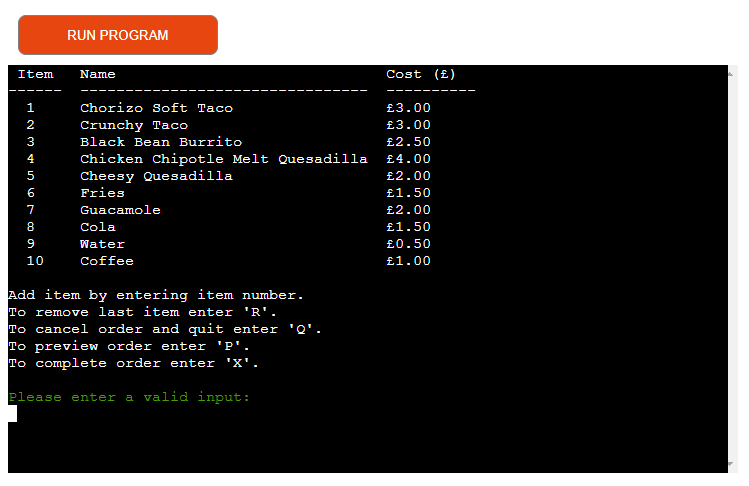 RUN PROGRAM
Item Name Cost (£)
------ -------------------------------- ----------
1 Chorizo Soft Taco £3.00
2 Crunchy Taco £3.00
3 Black Bean Burrito £2.50
4 Chicken Chipotle Melt Quesadilla £4.00
5 Cheesy Quesadilla £2.00
6 Fries £1.50
7 Guacamole £2.00
8 Cola £1.50
9 Water £0.50
10 Coffee £1.00
Add item by entering item number.
To remove last item enter 'R'.
To cancel order and quit enter 'Q'.
To preview order enter 'P'.
To complete order enter 'X'.
Please enter a valid input: